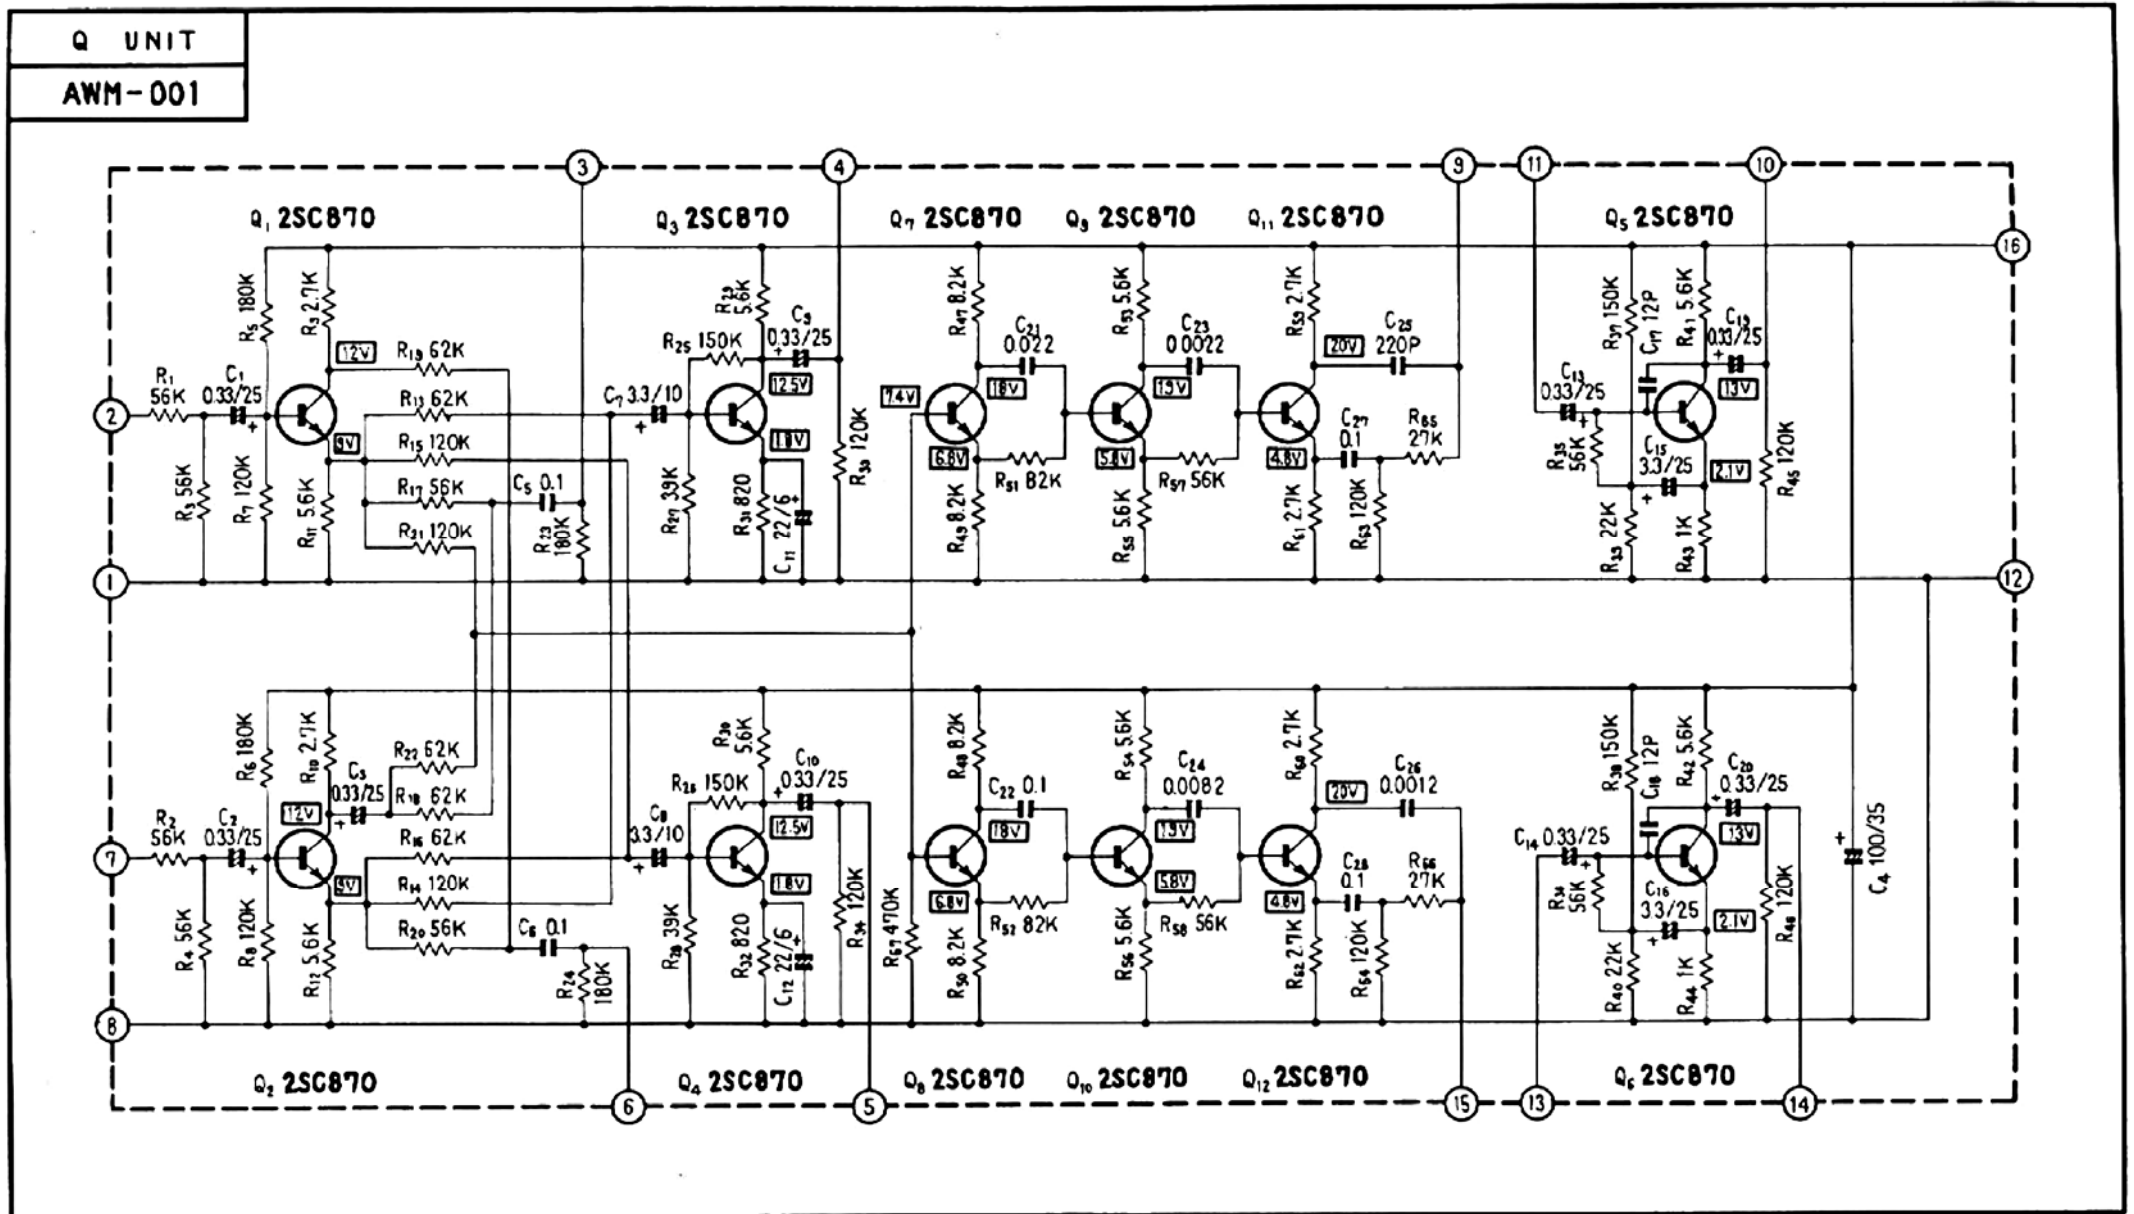 Q UNIT
AWM-001
3
4
9
11
10
Q1 2SC870
Q3 2SC870
Q7 2SC870
Q9 2SC870
Q11 2SC870
Q5 2SC870
16
R5 180K
R9 2.7K
R29 5.6K
R47 8.2K
R53 5.6K
R59 2.7K
R37 150K
C17 12P
R41 5.6K
C19 0.33/25
12V
R19 62K
R25 150K
C9 0.33/25
C21 0.022
C23 0.0022
20V
C25 220P
R1 56K
C1 0.33/25
R13 62K
C7 3.3/10
12.5V
7.4V
18V
19V
C13 0.33/25
13V
2
9V
R15 120K
1.8V
6.8V
5.8V
4.8V
C27 0.1
R65 27K
R35 56K
C15 3.3/25
2.1V
R3 56K
R7 120K
R11 5.6K
R17 56K
C5 0.1
R21 120K
R23 180K
R27 39K
R31 820
C11 22/6
R33 120K
R51 82K
R49 8.2K
R57 56K
R55 5.6K
R61 2.7K
R63 120K
R39 22K
R43 1K
R45 120K
1
12
R6 180K
R10 2.7K
R22 62K
R30 5.6K
R48 8.2K
R54 5.6K
R60 2.7K
R38 150K
C18 12P
R42 5.6K
C20 0.33/25
C3 0.33/25
R18 62K
R26 150K
C10 0.33/25
C22 0.1
C24 0.0082
20V
C26 0.0012
12V
R2 56K
C2 0.33/25
R16 62K
C8 3.3/10
12.5V
18V
19V
C14 0.33/25
13V
C4 100/35
7
9V
R14 120K
1.8V
6.8V
5.8V
4.8V
C28 0.1
R66 27K
R36 56K
C16 3.3/25
2.1V
R4 56K
R8 120K
R12 5.6K
R20 56K
C6 0.1
R24 180K
R28 39K
R32 820
C12 22/6
R34 120K
R67 470K
R52 82K
R50 8.2K
R58 56K
R56 5.6K
R62 2.7K
R64 120K
R40 22K
R44 1K
R46 120K
8
Q2 2SC870
Q4 2SC870
Q8 2SC870
Q10 2SC870
Q12 2SC870
Q6 2SC870
6
5
15
13
14